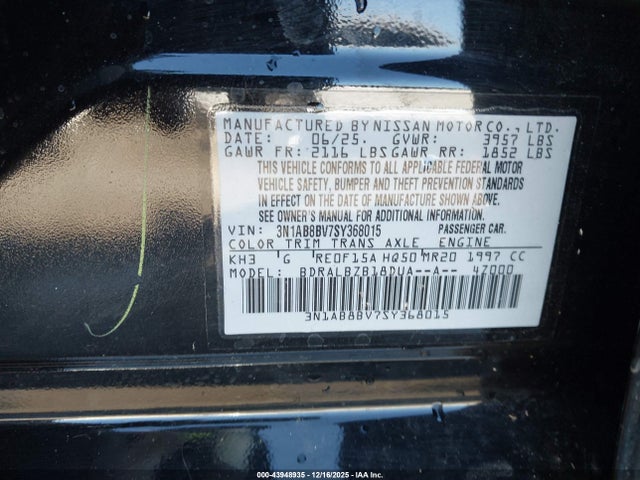 MANUFACTURED BY NISSAN MOTOR CO., LTD.
DATE: 06/25. GVWR: 3957 LBS
GAWR FR: 2116 LBS GAWR RR: 1852 LBS
THIS VEHICLE CONFORMS TO ALL APPLICABLE FEDERAL MOTOR
VEHICLE SAFETY, BUMPER AND THEFT PREVENTION STANDARDS
IN EFFECT ON THE DATE OF MANUFACTURE SHOWN ABOVE.
SEE OWNER'S MANUAL FOR ADDITIONAL INFORMATION.
VIN: 3N1AB8BV7SY368015 PASSENGER CAR.
COLOR TRIM TRANS AXLE, ENGINE
KH3 'G RE0F15A HQ50 MR20 1997 CC
MODEL: BDRALBZB18DUA--A-- 47000
3N1AB8BV7SY368015
000-43948935 - 12/16/2025 - IAA Inc.